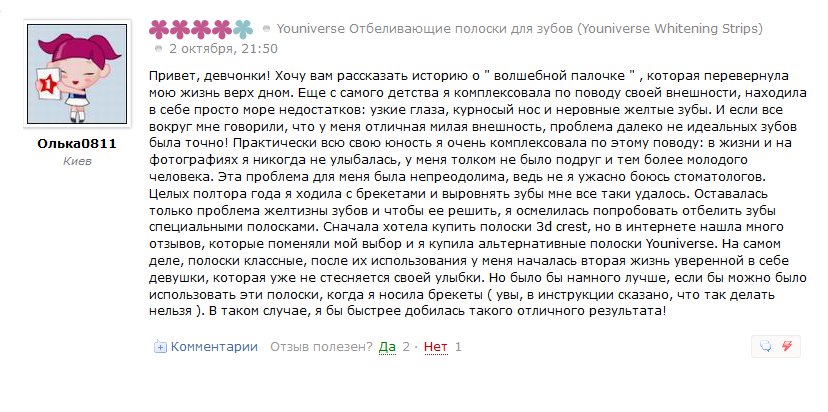 Youniverse Отбеливающие полоски для зубов (Youniverse Whitening Strips)
2 октября, 21:50
1
Олька0811
Киев
Привет, девчонки! Хочу вам рассказать историю о " волшебной палочке " , которая перевернула
мою жизнь верх дном. Еще с самого детства я комплексовала по поводу своей внешности, находила
в себе просто море недостатков: узкие глаза, курносый нос и неровные желтые зубы. И если все
вокруг мне говорили, что у меня отличная милая внешность, проблема далеко не идеальных зубов
была точно! Практически всю свою юность я очень комплексовала по этому поводу: в жизни и на
фотографиях я никогда не улыбалась, у меня толком не было подруг и тем более молодого
человека. Эта проблема для меня была непреодолима, ведь не я ужасно боюсь стоматологов.
Целых полтора года я ходила с брекетами и выровнять зубы мне все таки удалось. Оставалась
только проблема желтизны зубов и чтобы ее решить, я осмелилась попробовать отбелить зубы
специальными полосками. Сначала хотела купить полоски 3d crest, но в интернете нашла много
отзывов, которые поменяли мой выбор и я купила альтернативные полоски Youniverse. На самом
деле, полоски классные, после их использования у меня началась вторая жизнь уверенной в себе
девушки, которая уже не стесняется своей улыбки. Но было бы намного лучше, если бы можно было
использовать эти полоски, когда я носила брекеты ( увы, в инструкции сказано, что так делать
нельзя ). В таком случае, я бы быстрее добилась такого отличного результата!
Комментарии Отзыв полезен? Да 2 · Нет 1